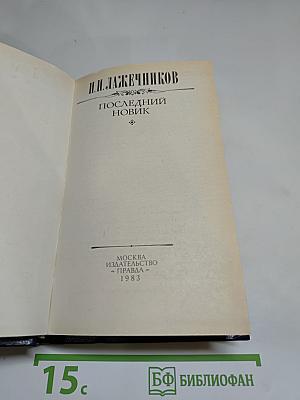 И.И. ЛАЖЕЧНИКОВ
ПОСЛЕДНИЙ
НОВИК
МОСКВА
ИЗДАТЕЛЬСТВО
«ПРАВДА»
1983
15с
БФ БИБЛИОФАН